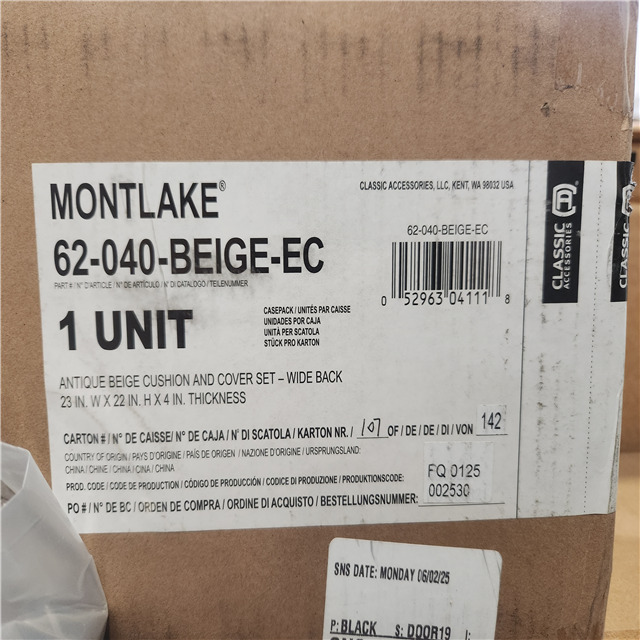 MONTLAKE®
CLASSIC ACCESSORIES, LLC, KENT, WA 98032 USA
62-040-BEIGE-EC
PART # / N° D'ARTICLE / N° DE ARTÍCULO / N° DI CATALOGO / TEILENUMMER
62-040-BEIGE-EC
0 52963 04111 8
1 UNIT
CASEPACK / UNITÉS PAR CAISSE
UNIDADES POR CAJA
UNITÀ PER SCATOLA
STÜCK PRO KARTON
CLASSIC
ACCESSORIES
ANTIQUE BEIGE CUSHION AND COVER SET – WIDE BACK
23 IN. W X 22 IN. H X 4 IN. THICKNESS
CARTON # / N° DE CAISSE/ N° DE CAJA / N° DI SCATOLA / KARTON NR. / 107 OF / DE / DE / DI / VON 142
COUNTRY OF ORIGIN / PAYS D'ORIGINE / PAÍS DE ORIGEN / NAZIONE D'ORIGINE / URSPRUNGSLAND:
CHINA / CHINE / CHINA / CINA / CHINA
PROD. CODE / CODE DE PRODUCTION / CÓDIGO DE PRODUCCIÓN / CODICE DI PRODUZIONE / PRODUKTIONSCODE: FQ 0125
PO # / N° DE BC / ORDEN DE COMPRA / ORDINE DI ACQUISTO / BESTELLUNGSNUMMER: 002530
SNS DATE: MONDAY 06/02/25
P: BLACK S: DOOR19 I: